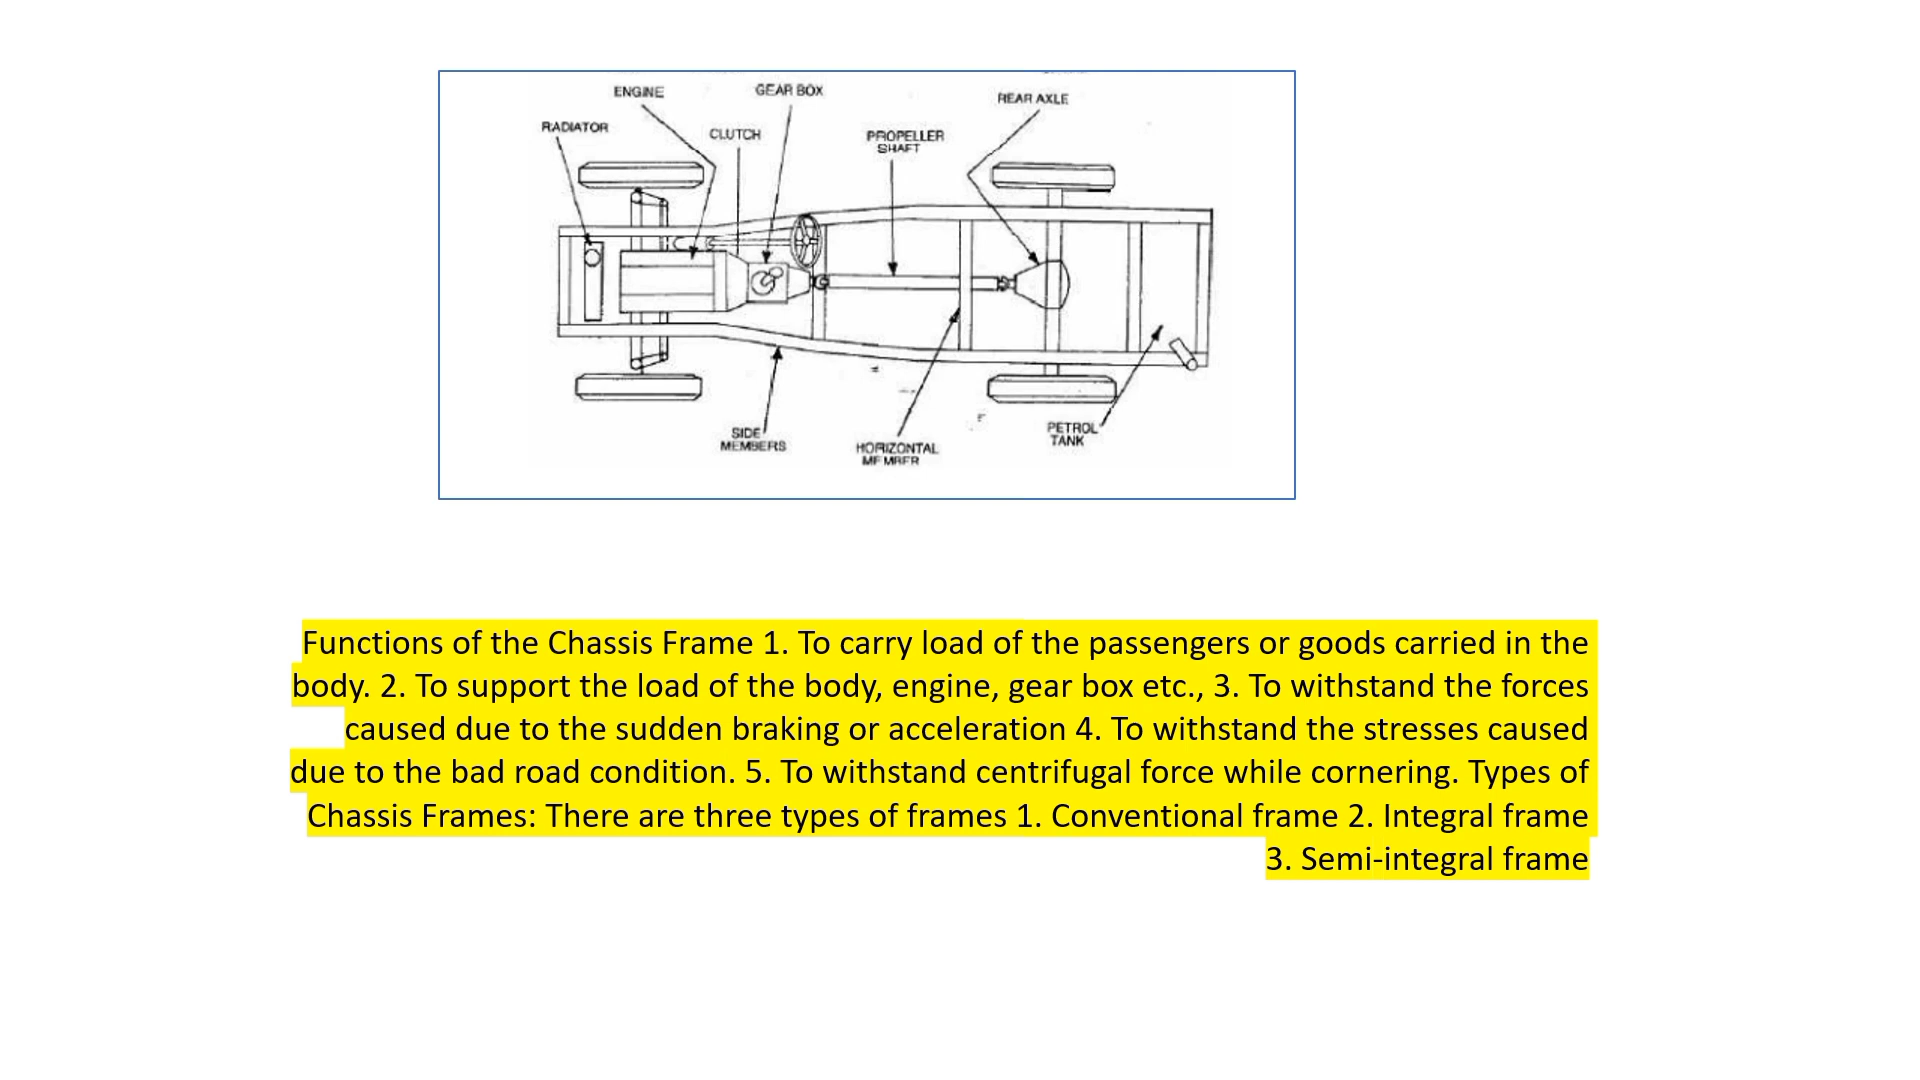 ENGINE
GEAR BOX
REAR AXLE
RADIATOR
CLUTCH
PROPELLER
SHAFT
SIDE
MEMBERS
HORIZONTAL
MEMBER
PETROL
TANK
Functions of the Chassis Frame 1. To carry load of the passengers or goods carried in the
body. 2. To support the load of the body, engine, gear box etc., 3. To withstand the forces
caused due to the sudden braking or acceleration 4. To withstand the stresses caused
due to the bad road condition. 5. To withstand centrifugal force while cornering. Types of
Chassis Frames: There are three types of frames 1. Conventional frame 2. Integral frame
3. Semi-integral frame